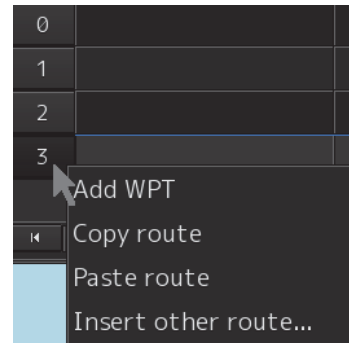 0
1
2
3
Add WPT
Copy route
Paste route
Insert other route...